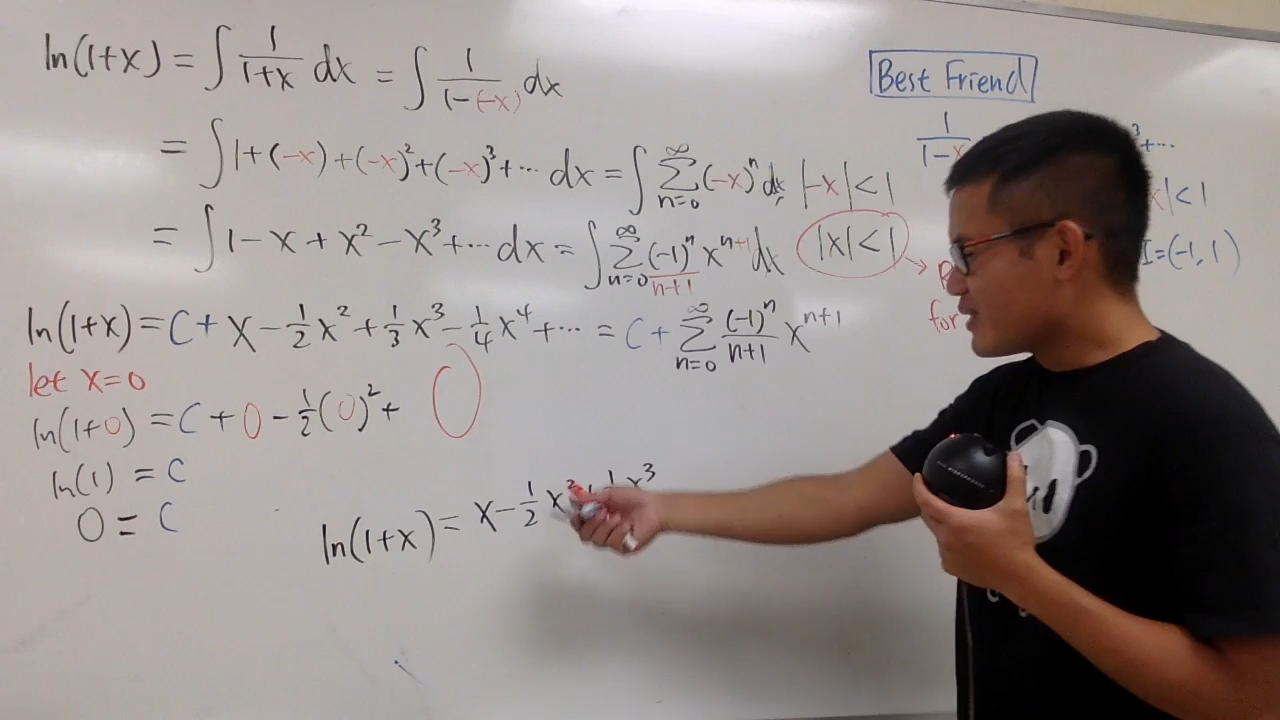 ln(1+x) = ∫ 1/(1+x) dx = ∫ 1/(1-(-x)) dx
Best Friend
1/(1-x) ³+···
= ∫ 1+(-x)+(-x)²+(-x)³+··· dx = ∫ ∑_{n=0}^{∞} (-x)ⁿ dx, |-x|<1
|<1
= ∫ 1-x+x²-x³+··· dx = ∫ ∑_{n=0}^{∞} (-1)ⁿ/(n+1) xⁿ⁺¹ dx |x|<1 →
I=(-1, 1)
for
ln(1+x) = C + x - 1/2 x² + 1/3 x³ - 1/4 x⁴ + ··· = C + ∑_{n=0}^{∞} (-1)ⁿ/(n+1) xⁿ⁺¹
let x=0
ln(1+0) = C + 0 - 1/2 (0)² + 0
ln(1) = C
0 = C
ln(1+x) = x - 1/2 x² + 1 x³